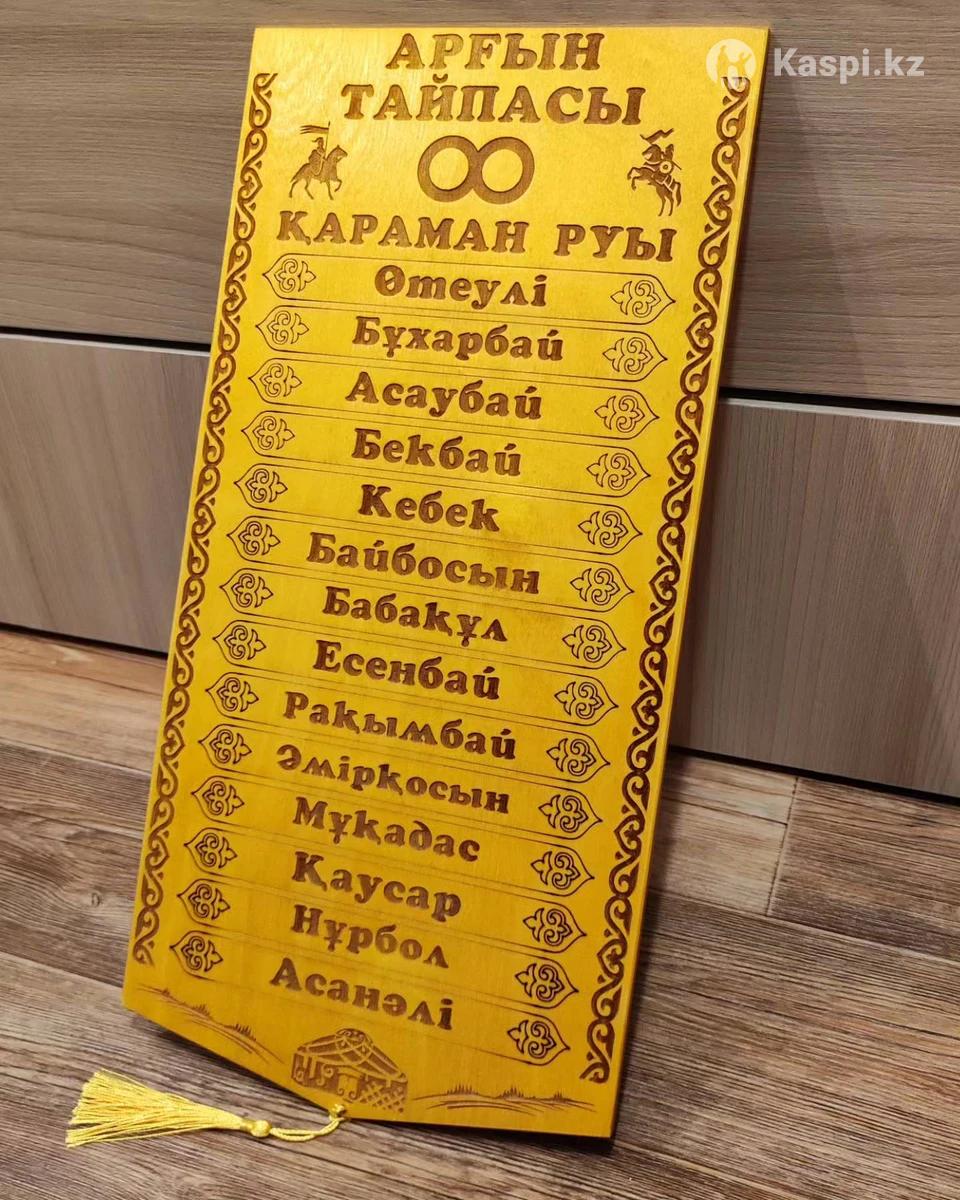 Kaspi.kz
АРҒЫН
ТАЙПАСЫ
ҚАРАМАН РУЫ
Өтеулі
Бұхарбай
Асаубай
Бекбай
Кебек
Байбосын
Бабақұл
Есенбай
Рақымбай
Әмірқосын
Мұқадас
Қаусар
Нұрбол
Асанәлі